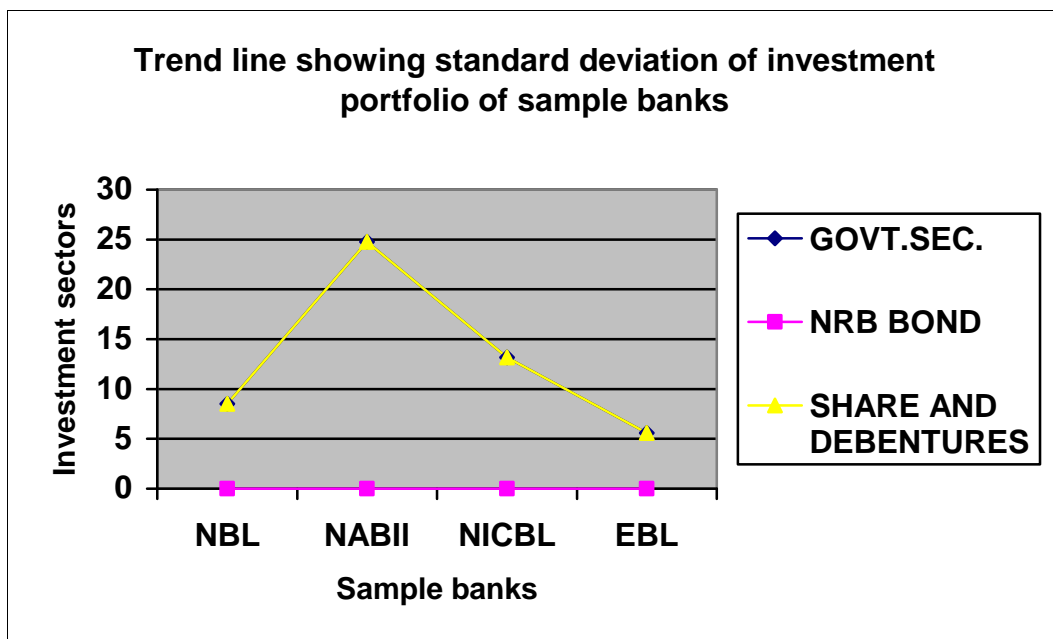 Trend line showing standard deviation of investment
portfolio of sample banks
Investment sectors
30
25
20
15
10
5
0
NBL NABII NICBL EBL
Sample banks
GOVT.SEC.
NRB BOND
SHARE AND
DEBENTURES